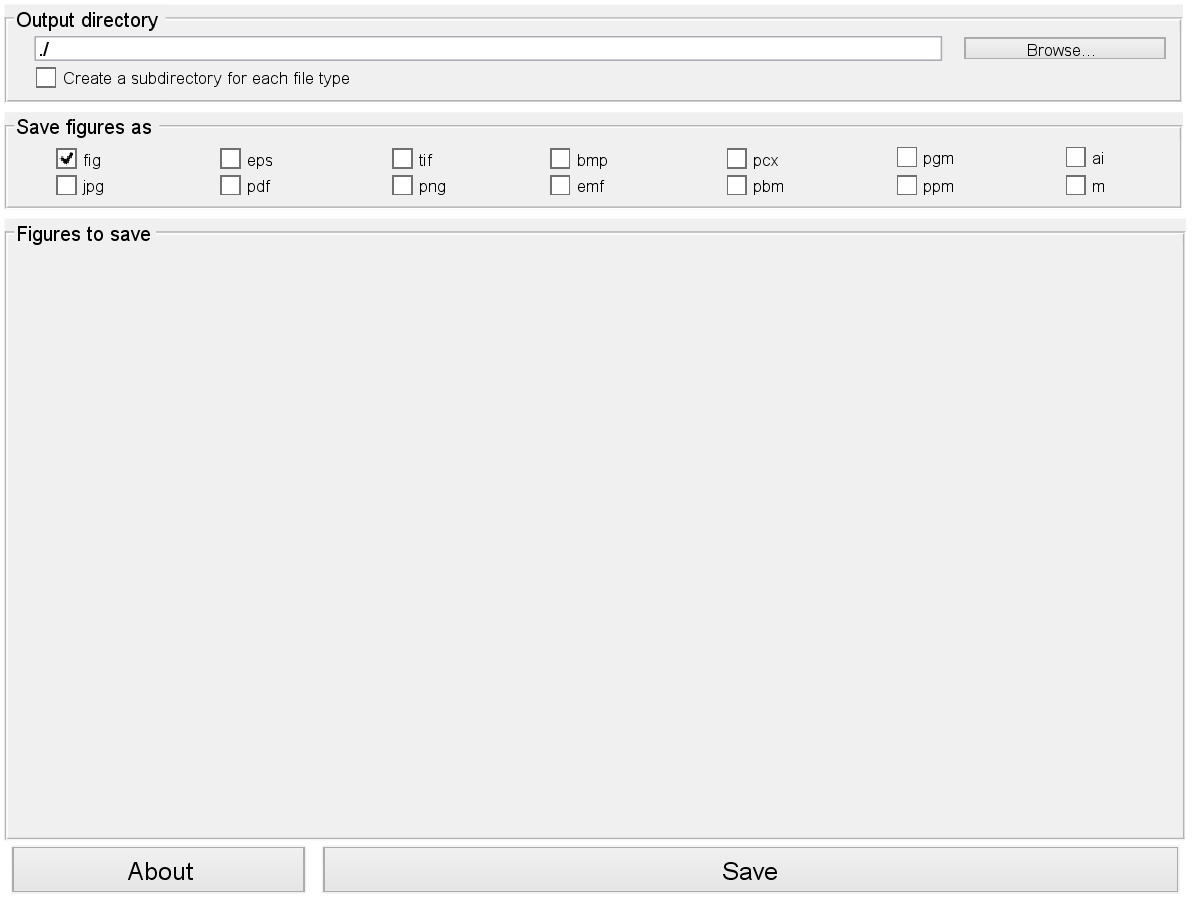 Output directory
./
Browse...
Create a subdirectory for each file type
Save figures as
fig eps tif bmp pcx pgm ai
jpg pdf png emf pbm ppm m
Figures to save
About Save